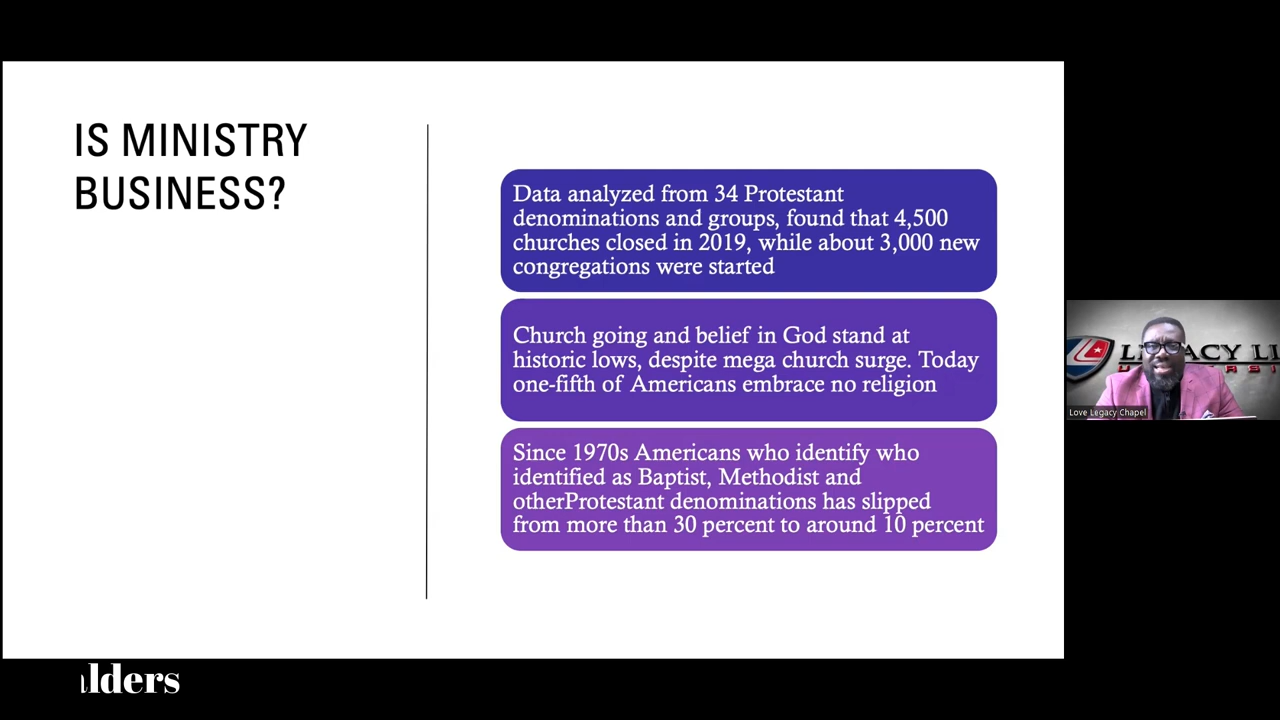 IS MINISTRY
BUSINESS?
Data analyzed from 34 Protestant
denominations and groups, found that 4,500
churches closed in 2019, while about 3,000 new
congregations were started
Church going and belief in God stand at
historic lows, despite mega church surge. Today
one-fifth of Americans embrace no religion
Since 1970s Americans who identify who
identified as Baptist, Methodist and
otherProtestant denominations has slipped
from more than 30 percent to around 10 percent
Love Legacy Chapel
lders